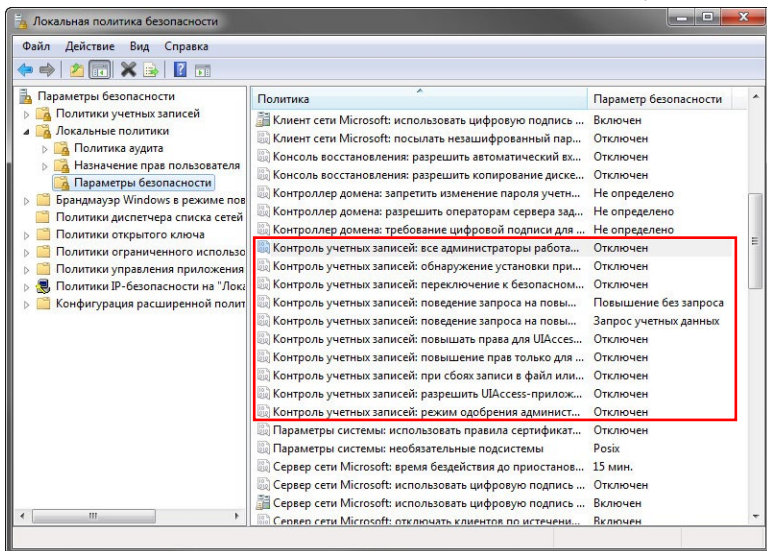 Локальная политика безопасности
Файл Действие Вид Справка
Параметры безопасности
Политики учетных записей
Локальные политики
Политика аудита
Назначение прав пользователя
Параметры безопасности
Брандмауэр Windows в режиме пов
Политики диспетчера списка сетей
Политики открытого ключа
Политики ограниченного использо
Политики управления приложения
Политики IP-безопасности на "Лока
Конфигурация расширенной полит
Политика Параметр безопасности
Клиент сети Microsoft: использовать цифровую подпись ... Включен
Клиент сети Microsoft: посылать незашифрованный пар... Отключен
Консоль восстановления: разрешить автоматический вх... Отключен
Консоль восстановления: разрешить копирование диске... Отключен
Контроллер домена: запретить изменение пароля учетн... Не определено
Контроллер домена: разрешить операторам сервера зад... Не определено
Контроллер домена: требование цифровой подписи для ... Не определено
Контроль учетных записей: все администраторы работа... Отключен
Контроль учетных записей: обнаружение установки при... Отключен
Контроль учетных записей: переключение к безопасном... Отключен
Контроль учетных записей: поведение запроса на повы... Повышение без запроса
Контроль учетных записей: поведение запроса на повы... Запрос учетных данных
Контроль учетных записей: повышать права для UIAcces... Отключен
Контроль учетных записей: повышение прав только для ... Отключен
Контроль учетных записей: при сбоях записи в файл или... Отключен
Контроль учетных записей: разрешить UIAccess-прилож... Отключен
Контроль учетных записей: режим одобрения админист... Отключен
Параметры системы: использовать правила сертификат... Отключен
Параметры системы: необязательные подсистемы Posix
Сервер сети Microsoft: время бездействия до приостанов... 15 мин.
Сервер сети Microsoft: использовать цифровую подпись ... Отключен
Сервер сети Microsoft: использовать цифровую подпись ... Включен
Сервер сети Microsoft: отключать клиентов по истечени... Включен